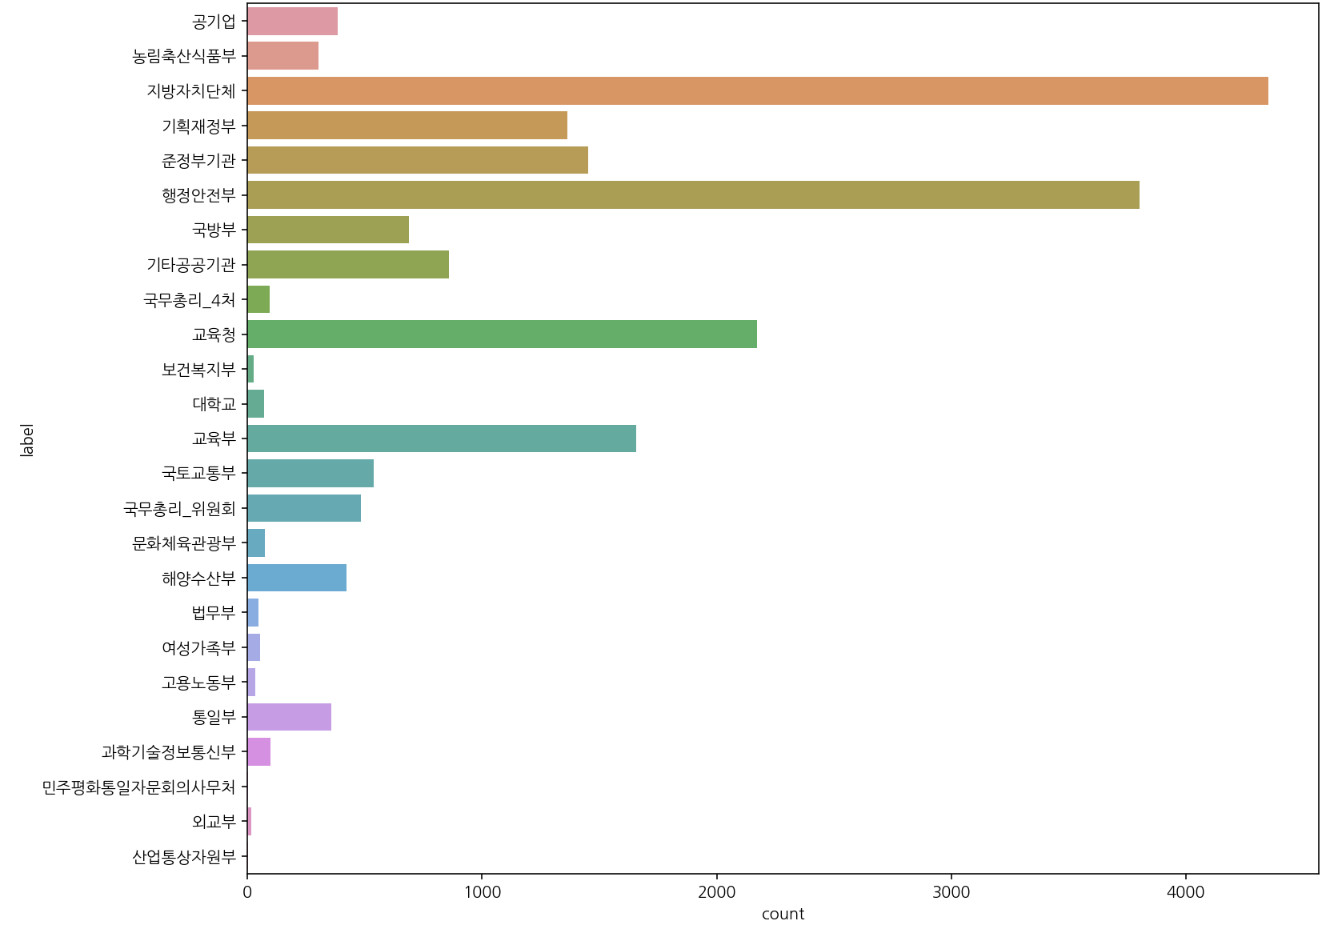 공기업
농림축산식품부
지방자치단체
기획재정부
준정부기관
행정안전부
국방부
기타공공기관
국무총리_4처
교육청
보건복지부
대학교
교육부
국토교통부
국무총리_위원회
문화체육관광부
해양수산부
법무부
여성가족부
고용노동부
통일부
과학기술정보통신부
민주평화통일자문회의사무처
외교부
산업통상자원부
label
0 1000 2000 3000 4000
count